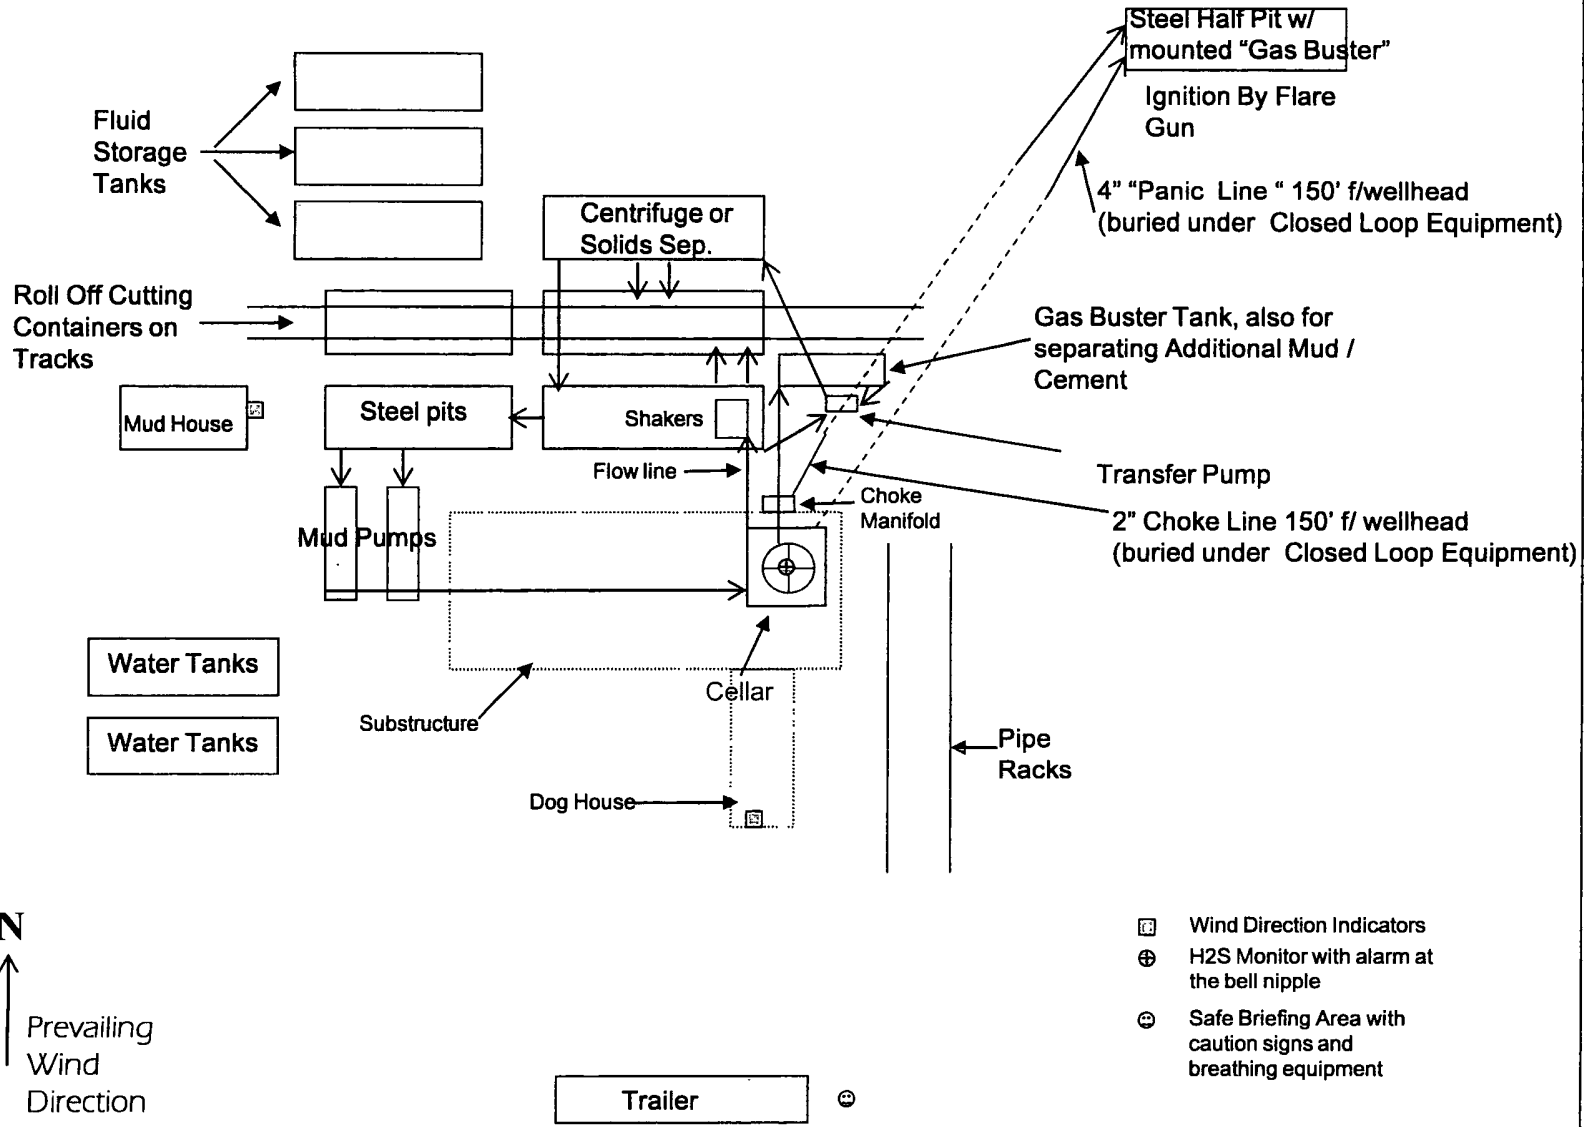 Steel Half Pit w/
mounted “Gas Buster”
Ignition By Flare
Gun
Fluid
Storage
Tanks
4” “Panic Line “ 150’ f/wellhead
(buried under Closed Loop Equipment)
Centrifuge or
Solids Sep.
Roll Off Cutting
Containers on
Tracks
Gas Buster Tank, also for
separating Additional Mud /
Cement
Mud House
Steel pits
Shakers
Flow line
Transfer Pump
Choke
Manifold
2” Choke Line 150’ f/ wellhead
(buried under Closed Loop Equipment)
Mud Pumps
Water Tanks
Cellar
Substructure
Water Tanks
Pipe
Racks
Dog House
N
Prevailing
Wind
Direction
Wind Direction Indicators
H2S Monitor with alarm at
the bell nipple
Safe Briefing Area with
caution signs and
breathing equipment
Trailer